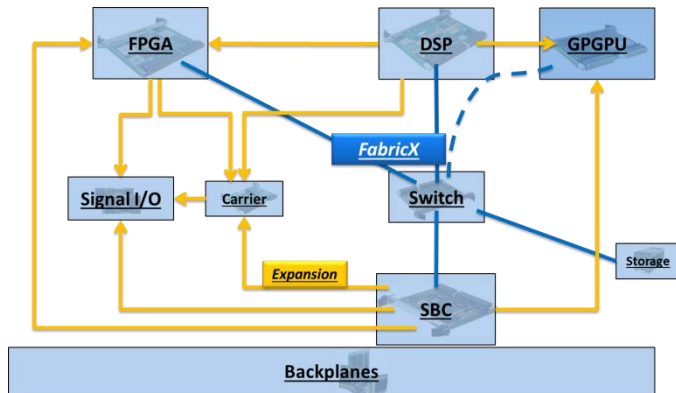 FPGA
DSP
GPGPU
FabricX
Signal I/O
Carrier
Switch
Storage
Expansion
SBC
Backplanes